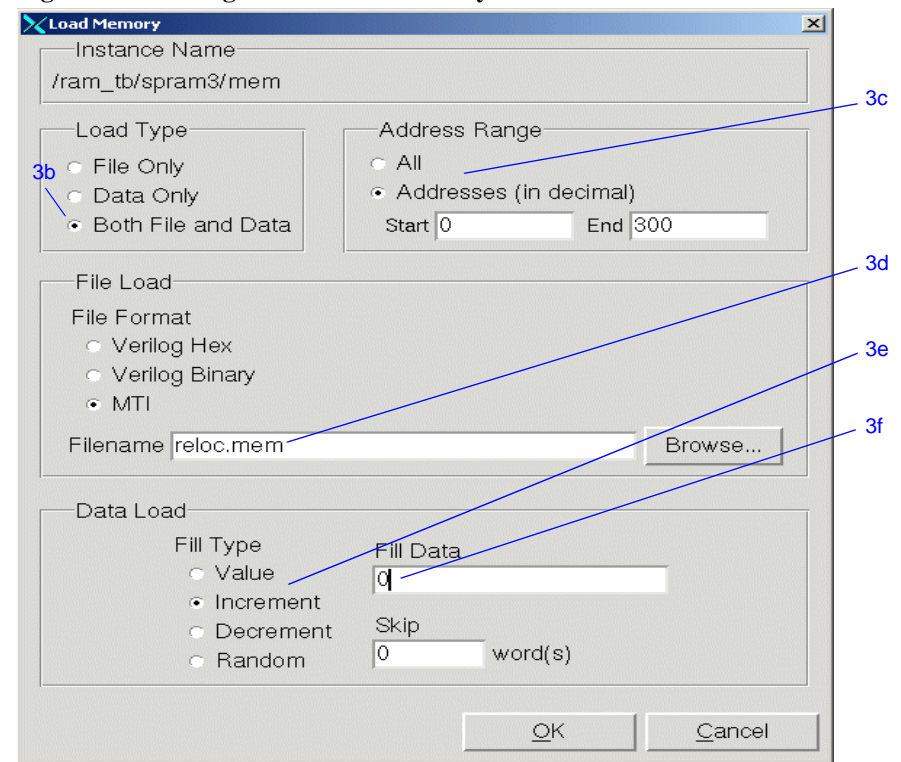 Load Memory
Instance Name
/ram_tb/spram3/mem
3c
Load Type
Address Range
File Only
All
3b
Data Only
Addresses (in decimal)
Both File and Data
Start 0 End 300
3d
File Load
File Format
Verilog Hex
3e
Verilog Binary
MTI
3f
Filename reloc.mem Browse...
Data Load
Fill Type
Fill Data
Value
0
Increment
Decrement
Skip
Random
0 word(s)
OK Cancel